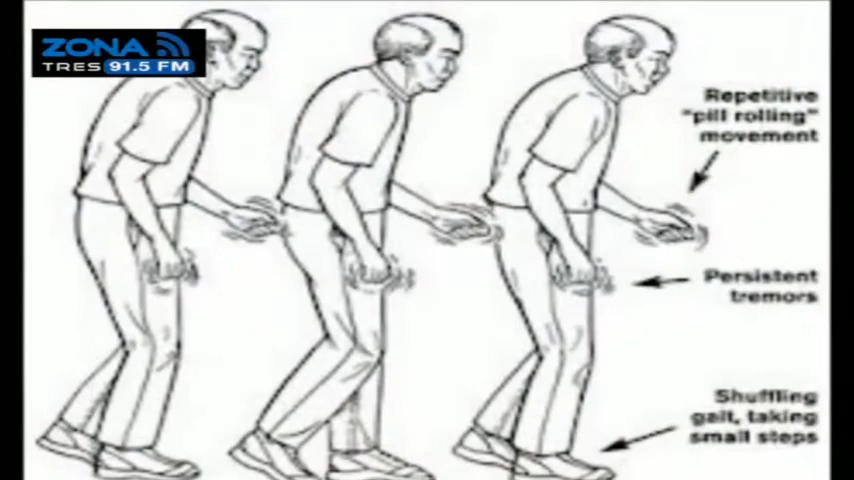 ZONA
TRES 91.5 FM
Repetitive
"pill rolling"
movement
Persistent
tremors
Shuffling
gait, taking
small steps